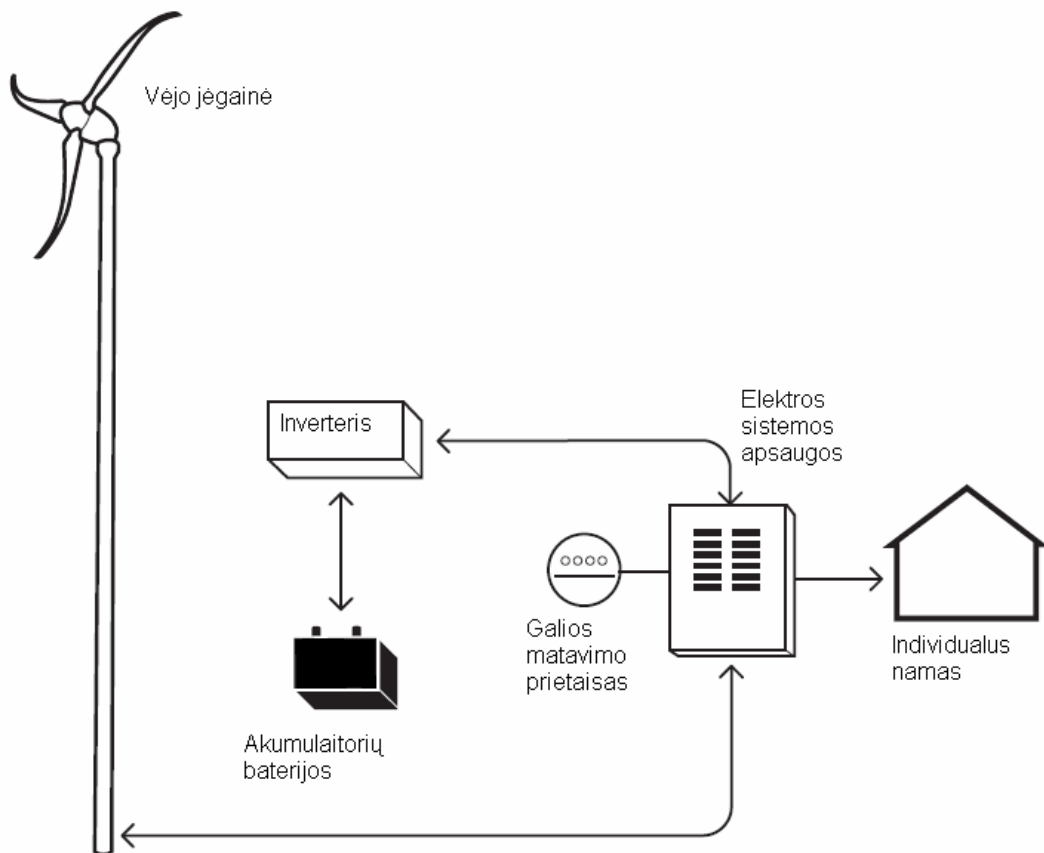 Vėjo jėgainė
Inverteris
Elektros
sistemos
apsaugos
Galios
matavimo
prietaisas
Individualus
namas
Akumulaitorių
baterijos